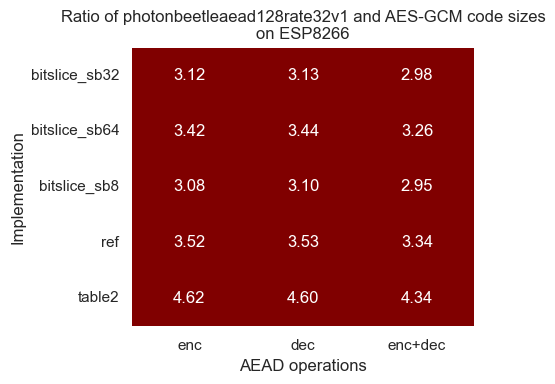 Ratio of photonbeetleaead128rate32v1 and AES-GCM code sizes
on ESP8266
Implementation
bitslice_sb32 3.12 3.13 2.98
bitslice_sb64 3.42 3.44 3.26
bitslice_sb8 3.08 3.10 2.95
ref 3.52 3.53 3.34
table2 4.62 4.60 4.34
enc dec enc+dec
AEAD operations